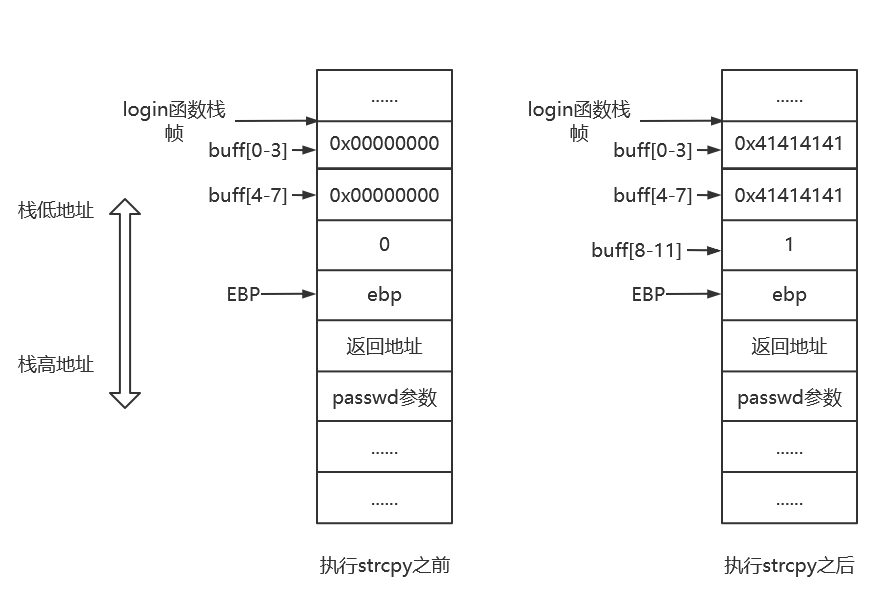 ......
login函数栈
帧
buff[0-3]
0x00000000
buff[4-7]
0x00000000
栈低地址
0
EBP
ebp
返回地址
栈高地址
passwd参数
......
......
执行strcpy之前
......
login函数栈
帧
buff[0-3]
0x41414141
buff[4-7]
0x41414141
buff[8-11]
1
EBP
ebp
返回地址
passwd参数
......
......
执行strcpy之后